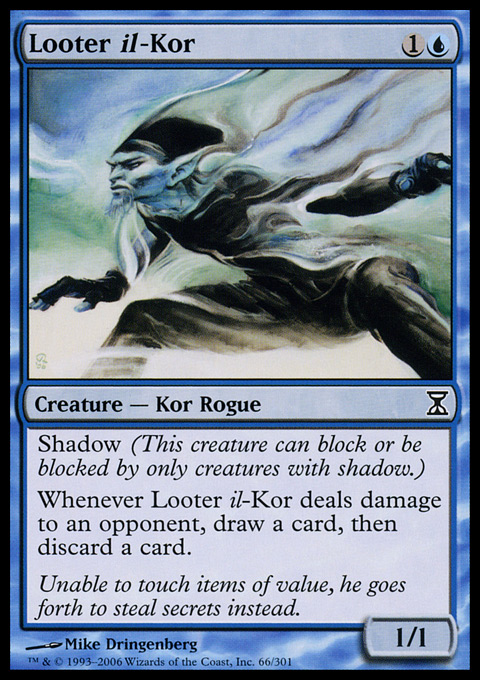 Looter il-Kor
1
Creature — Kor Rogue
Shadow (This creature can block or be
blocked by only creatures with shadow.)
Whenever Looter il-Kor deals damage
to an opponent, draw a card, then
discard a card.
Unable to touch items of value, he goes
forth to steal secrets instead.
Mike Dringenberg
1/1
™ & © 1993–2006 Wizards of the Coast, Inc. 66/301